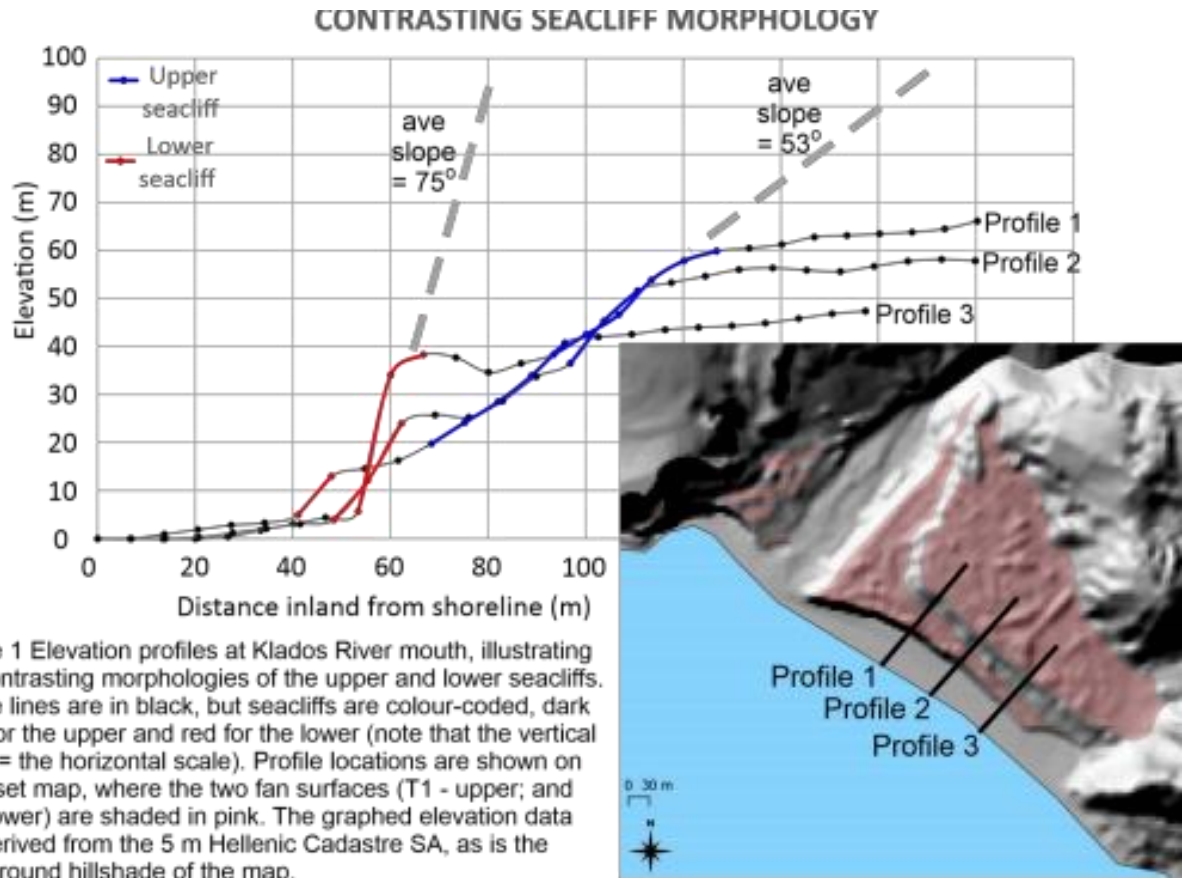 CONTRASTING SEACLIFF MORPHOLOGY
100
90
80
70
60
50
40
30
20
10
0
Elevation (m)
Upper
seacliff
Lower
seacliff
ave
slope
= 75°
ave
slope
= 53°
Profile 1
Profile 2
Profile 3
0 20 40 60 80 100
Distance inland from shoreline (m)
Profile 1
Profile 2
Profile 3
0 30 m
N
1 Elevation profiles at Klados River mouth, illustrating
morphologies of the upper and lower seacliffs.
lines are in black, but seacliffs are colour-coded, dark
the upper and red for the lower (note that the vertical
= the horizontal scale). Profile locations are shown on
map, where the two fan surfaces (T1 - upper; and
are shaded in pink. The graphed elevation data
from the 5 m Hellenic Cadastre SA, as is the
hillshade of the map.